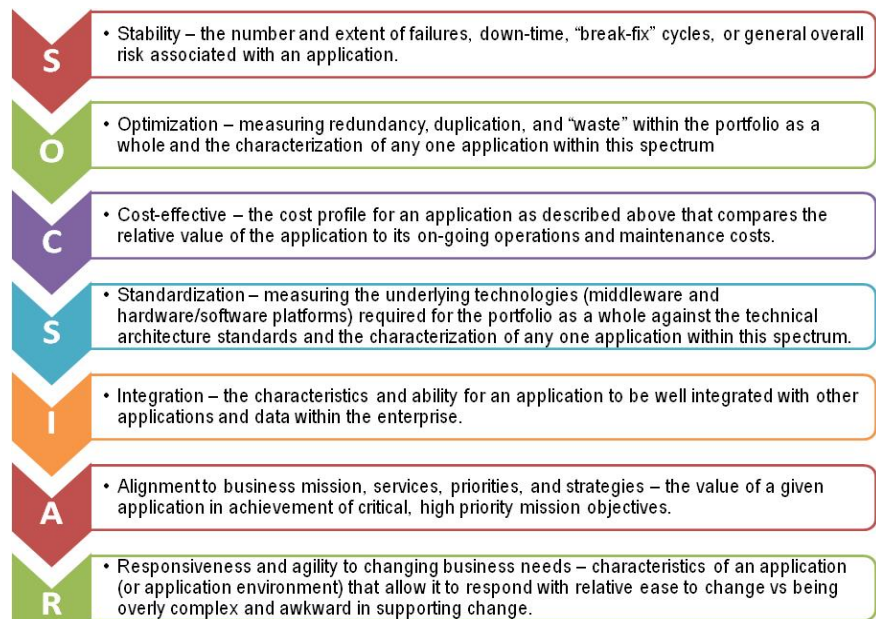 S
• Stability – the number and extent of failures, down-time, “break-fix” cycles, or general overall
risk associated with an application.
O
• Optimization – measuring redundancy, duplication, and “waste” within the portfolio as a
whole and the characterization of any one application within this spectrum
C
• Cost-effective – the cost profile for an application as described above that compares the
relative value of the application to its on-going operations and maintenance costs.
S
• Standardization – measuring the underlying technologies (middleware and
hardware/software platforms) required for the portfolio as a whole against the technical
architecture standards and the characterization of any one application within this spectrum.
I
• Integration – the characteristics and ability for an application to be well integrated with other
applications and data within the enterprise.
A
• Alignment to business mission, services, priorities, and strategies – the value of a given
application in achievement of critical, high priority mission objectives.
R
• Responsiveness and agility to changing business needs – characteristics of an application
(or application environment) that allow it to respond with relative ease to change vs being
overly complex and awkward in supporting change.